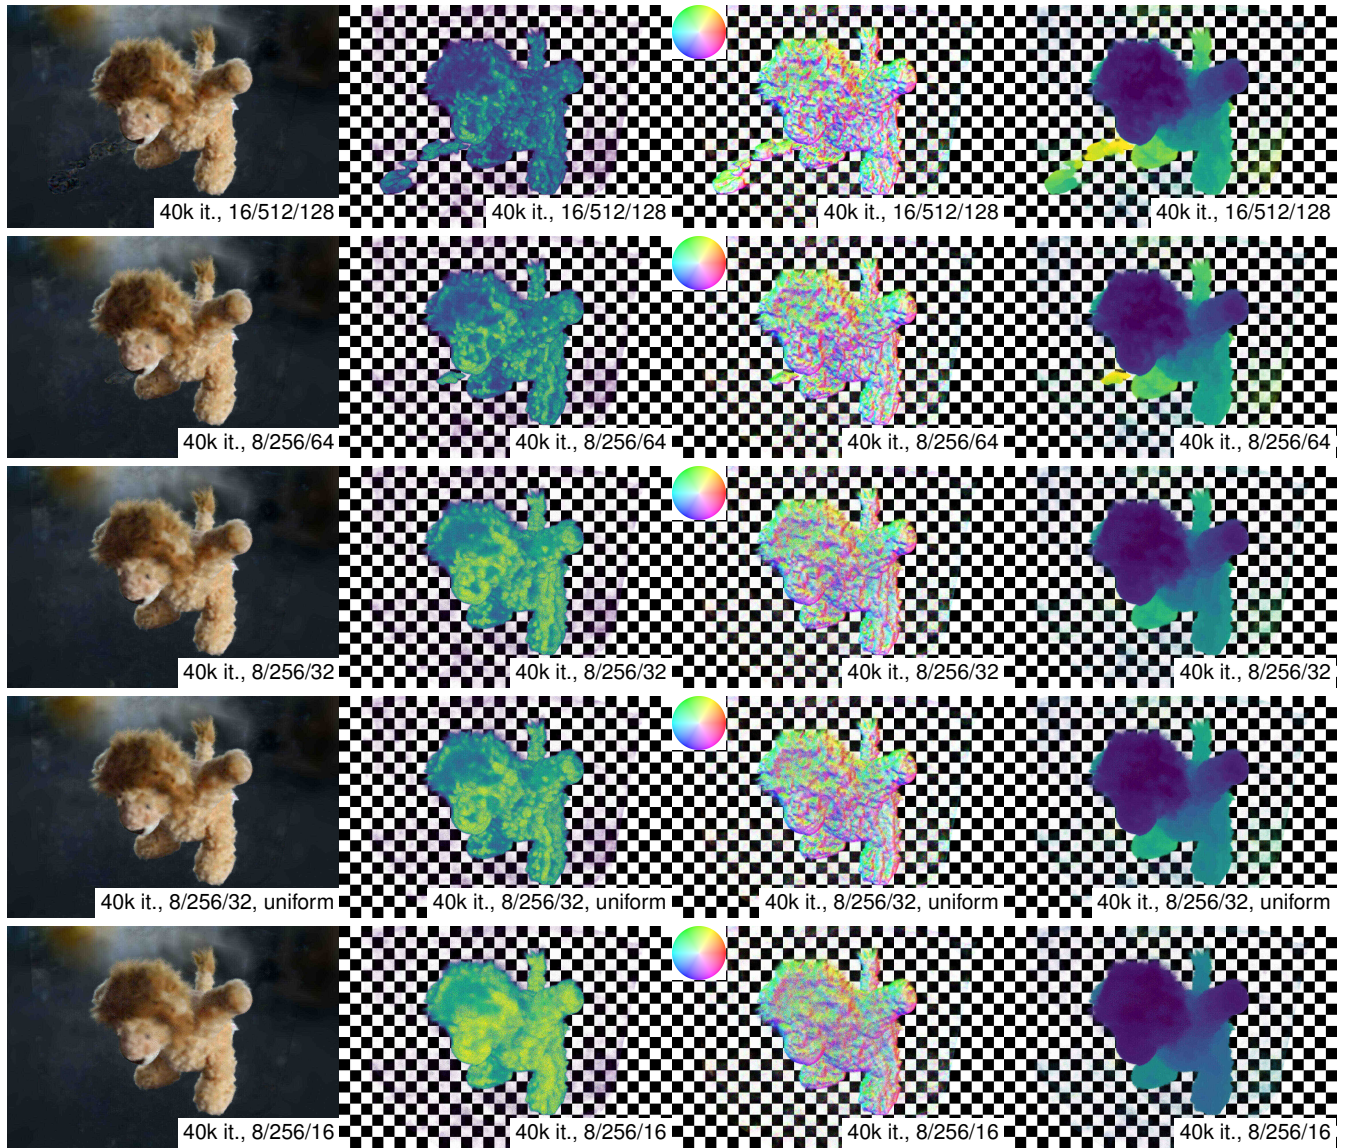 40k it., 16/512/128
40k it., 16/512/128
40k it., 16/512/128
40k it., 16/512/128
40k it., 8/256/64
40k it., 8/256/64
40k it., 8/256/64
40k it., 8/256/64
40k it., 8/256/32
40k it., 8/256/32
40k it., 8/256/32
40k it., 8/256/32
40k it., 8/256/32, uniform
40k it., 8/256/32, uniform
40k it., 8/256/32, uniform
40k it., 8/256/32, uniform
40k it., 8/256/16
40k it., 8/256/16
40k it., 8/256/16
40k it., 8/256/16